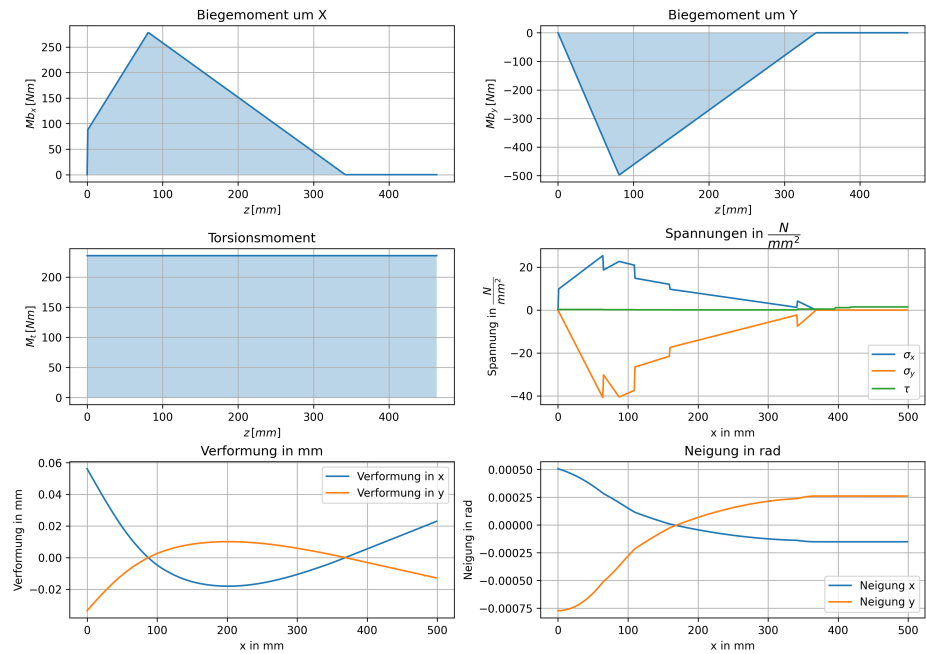 Biegemoment um X
Mb_x [Nm]
250
200
150
100
50
0
0 100 200 300 400
z [mm]
Biegemoment um Y
Mb_y [Nm]
0
−100
−200
−300
−400
−500
0 100 200 300 400
z [mm]
Torsionsmoment
M_t [Nm]
200
150
100
50
0
0 100 200 300 400
z [mm]
Spannungen in N/mm²
Spannung in N/mm²
20
0
−20
−40
σ_x
σ_y
τ
0 100 200 300 400 500
x in mm
Verformung in mm
Verformung in mm
0.06
0.04
0.02
0.00
−0.02
Verformung in x
Verformung in y
0 100 200 300 400 500
x in mm
Neigung in rad
Neigung in rad
0.00050
0.00025
0.00000
−0.00025
−0.00050
−0.00075
Neigung x
Neigung y
0 100 200 300 400 500
x in mm